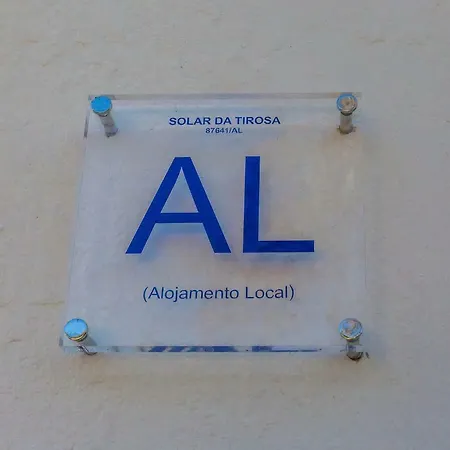 SOLAR DA TIROSA
87641/AL
AL
(Alojamento Local)